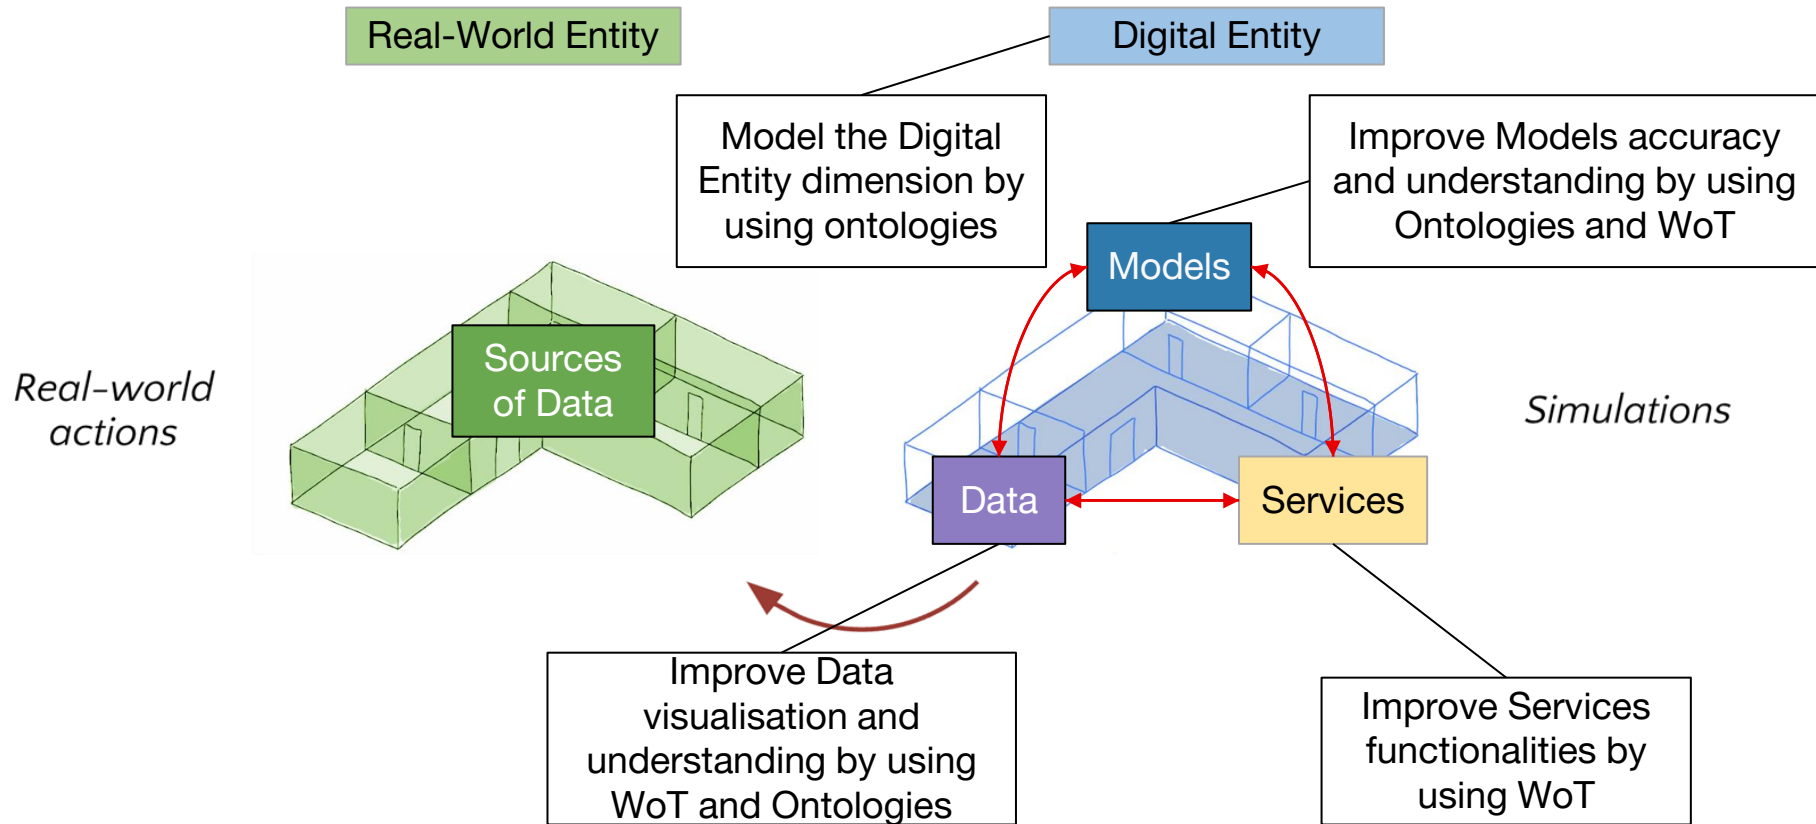 Real-World Entity
Digital Entity
Model the Digital
Entity dimension by
using ontologies
Improve Models accuracy
and understanding by using
Ontologies and WoT
Models
Sources
of Data
Real-world
actions
Simulations
Data
Services
Improve Data
visualisation and
understanding by using
WoT and Ontologies
Improve Services
functionalities by
using WoT